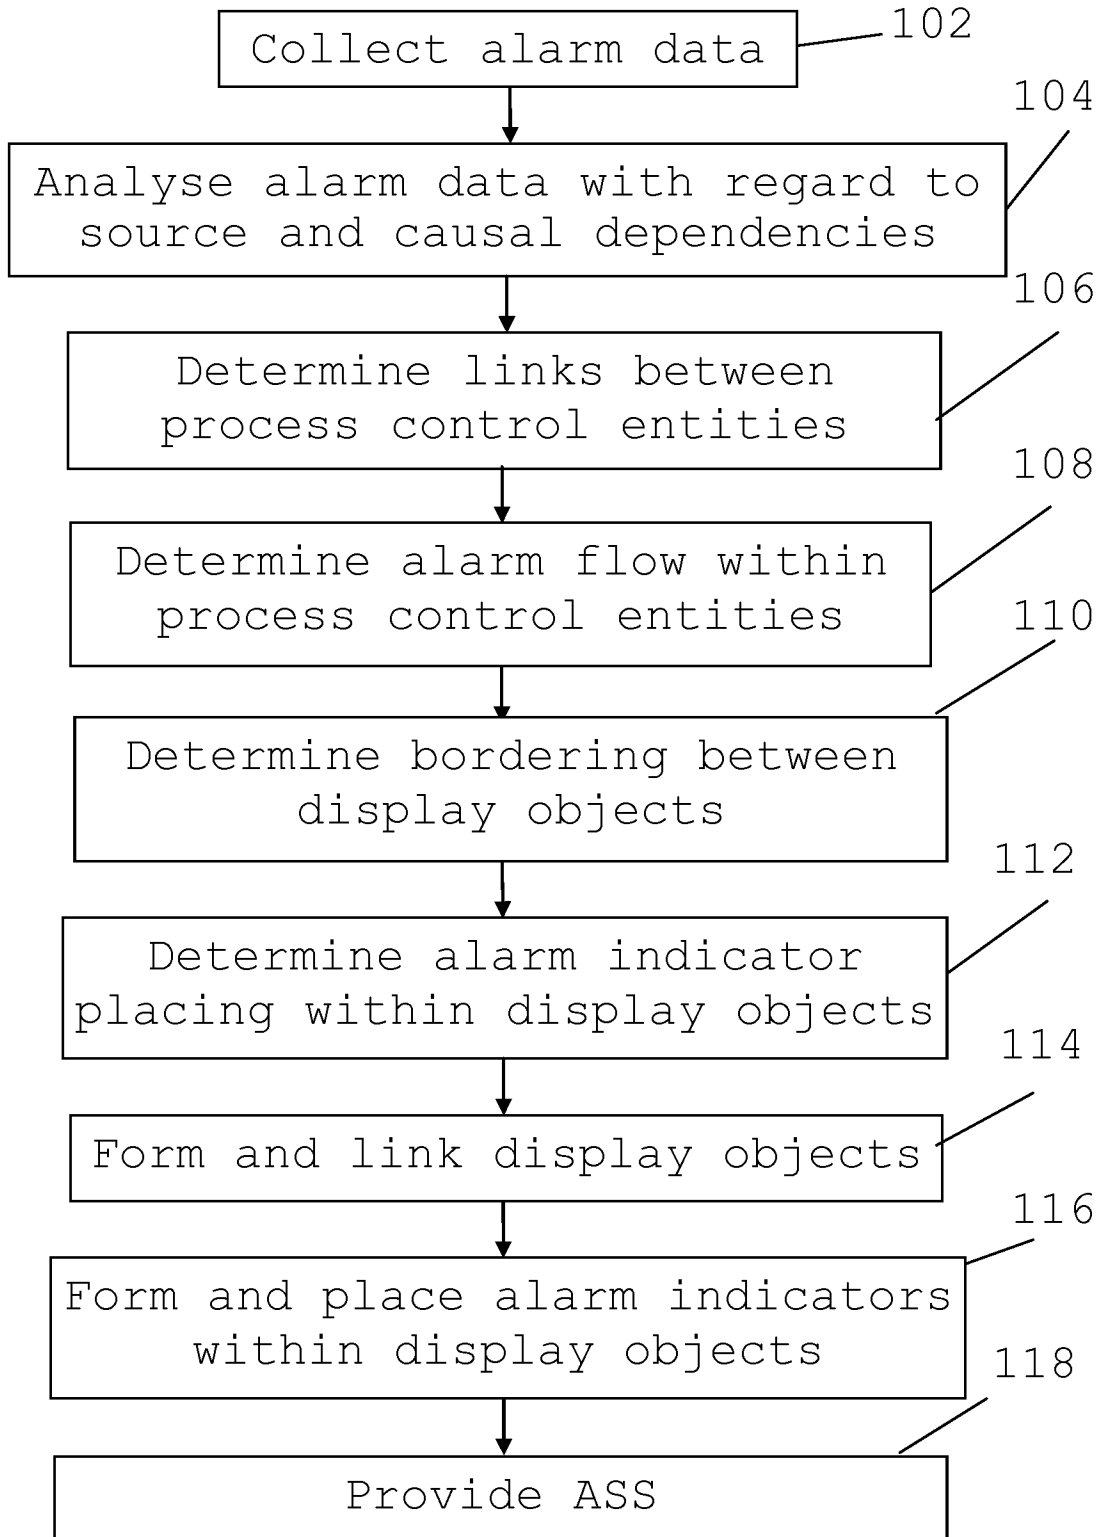 Collect alarm data
102
104
Analyse alarm data with regard to
source and causal dependencies
106
Determine links between
process control entities
108
Determine alarm flow within
process control entities
110
Determine bordering between
display objects
112
Determine alarm indicator
placing within display objects
114
Form and link display objects
116
Form and place alarm indicators
within display objects
118
Provide ASS